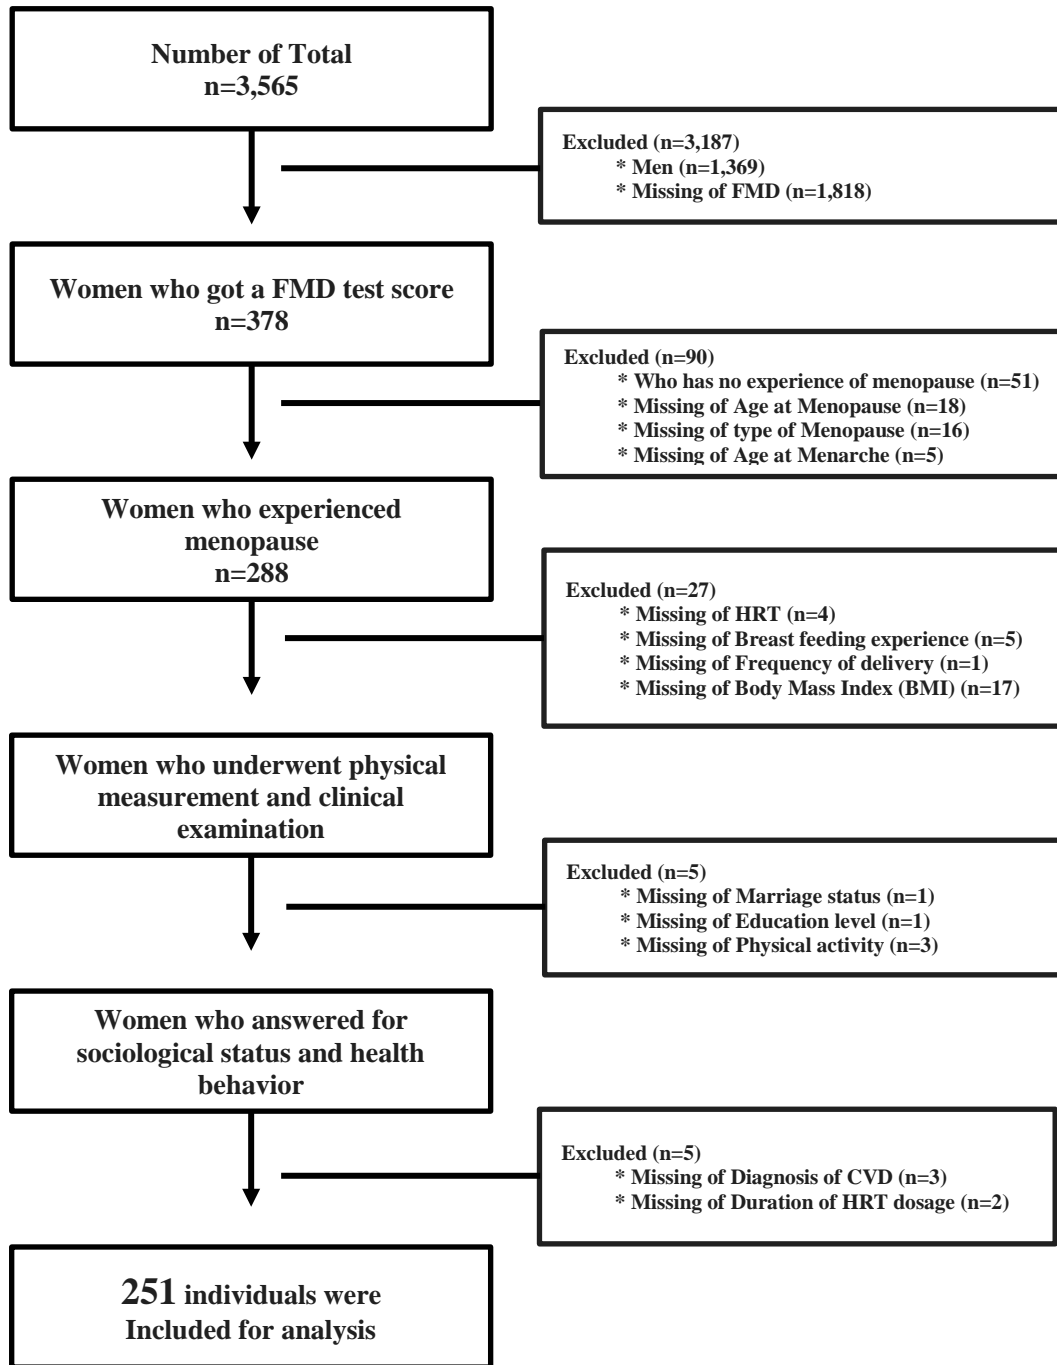 Number of Total
n=3,565
Excluded (n=3,187)
* Men (n=1,369)
* Missing of FMD (n=1,818)
Women who got a FMD test score
n=378
Excluded (n=90)
* Who has no experience of menopause (n=51)
* Missing of Age at Menopause (n=18)
* Missing of type of Menopause (n=16)
* Missing of Age at Menarche (n=5)
Women who experienced
menopause
n=288
Excluded (n=27)
* Missing of HRT (n=4)
* Missing of Breast feeding experience (n=5)
* Missing of Frequency of delivery (n=1)
* Missing of Body Mass Index (BMI) (n=17)
Women who underwent physical
measurement and clinical
examination
Excluded (n=5)
* Missing of Marriage status (n=1)
* Missing of Education level (n=1)
* Missing of Physical activity (n=3)
Women who answered for
sociological status and health
behavior
Excluded (n=5)
* Missing of Diagnosis of CVD (n=3)
* Missing of Duration of HRT dosage (n=2)
251 individuals were
Included for analysis